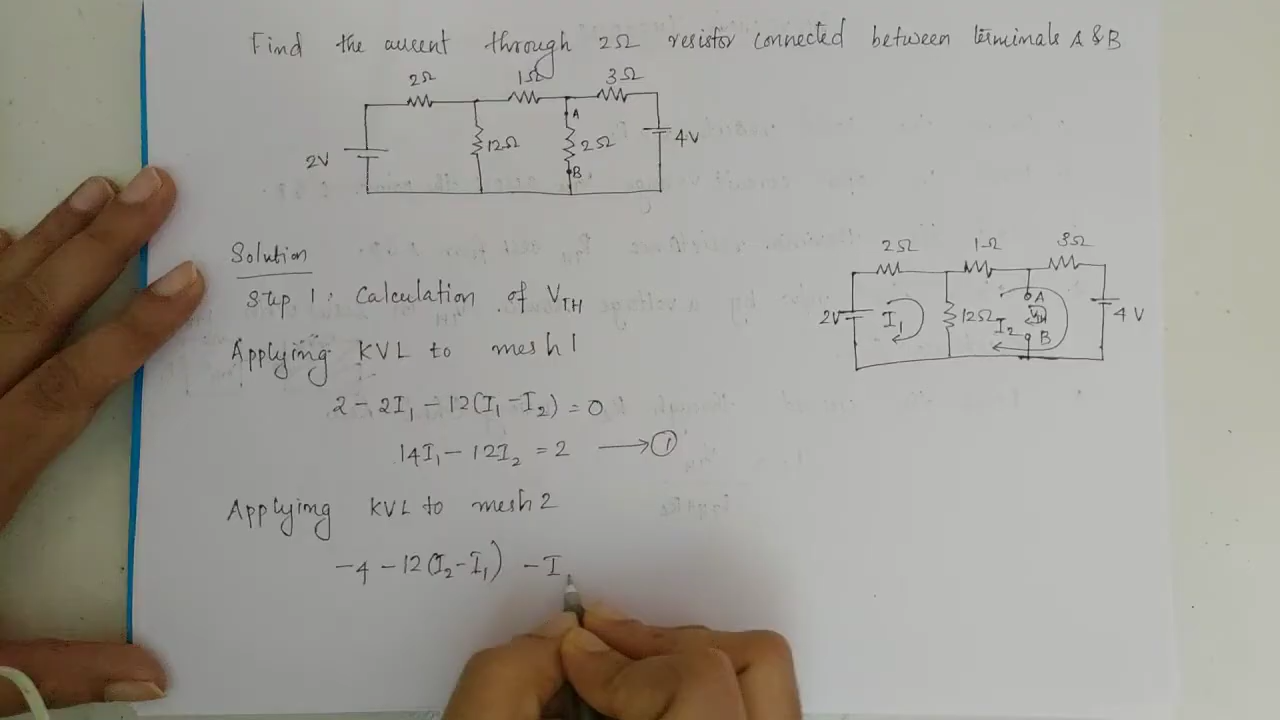 Find the current through 2Ω resistor connected between terminals A & B
2Ω 1Ω 3Ω
2V 12Ω A 2Ω B 4V
Solution
Step 1: Calculation of V_TH
Applying KVL to mesh 1
2 - 2I₁ - 12(I₁ - I₂) = 0
14I₁ - 12I₂ = 2 → ①
Applying KVL to mesh 2
-4 - 12(I₂ - I₁) - I
2Ω 1Ω 3Ω
2V I₁ 12Ω I₂ A V_TH B 4V